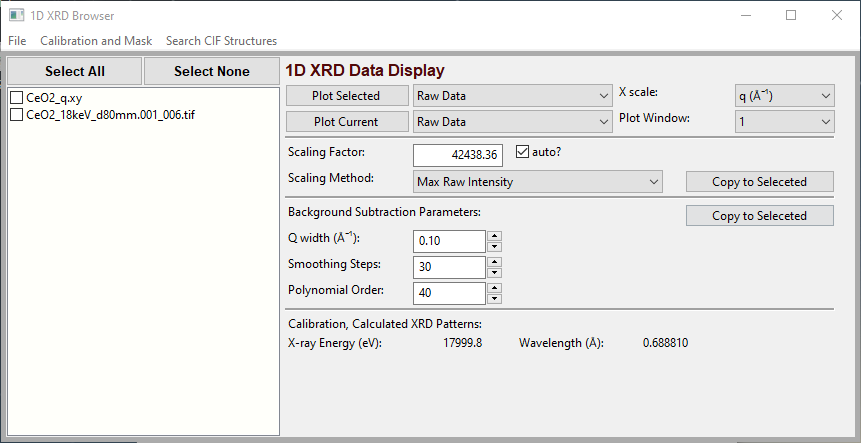 1D XRD Browser
File Calibration and Mask Search CIF Structures
Select All Select None
CeO2_q.xy
CeO2_18keV_d80mm.001_006.tif
1D XRD Data Display
Plot Selected Raw Data X scale: q (Å⁻¹)
Plot Current Raw Data Plot Window: 1
Scaling Factor: 42438.36 auto?
Scaling Method: Max Raw Intensity Copy to Seleceted
Background Subtraction Parameters: Copy to Seleceted
Q width (Å⁻¹): 0.10
Smoothing Steps: 30
Polynomial Order: 40
Calibration, Calculated XRD Patterns:
X-ray Energy (eV): 17999.8 Wavelength (Å): 0.688810